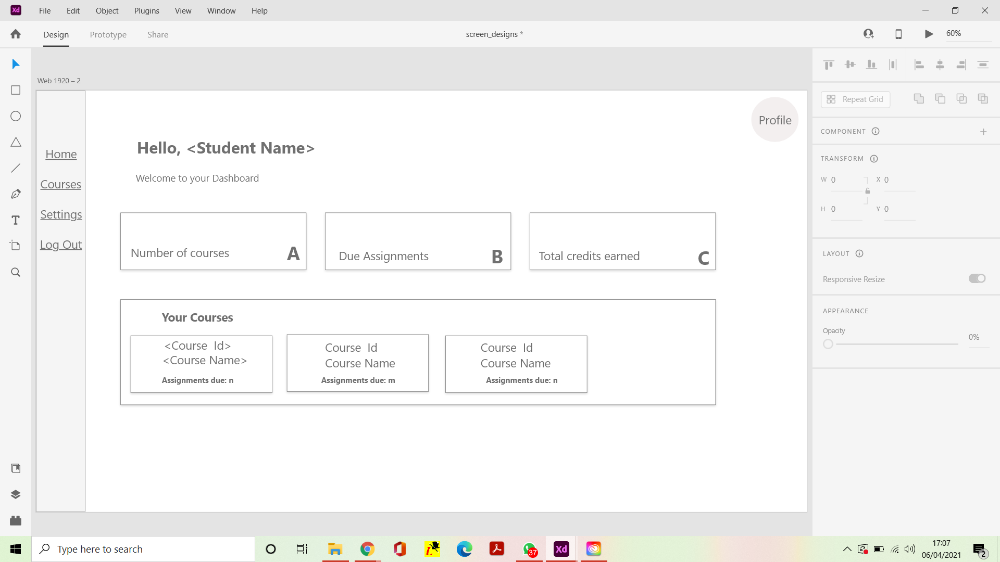 Xd File Edit Object Plugins View Window Help
Design Prototype Share screen_designs * 60%
Web 1920 – 2
Profile
Hello, <Student Name>
Welcome to your Dashboard
Home
Courses
Settings
Log Out
Number of courses A
Due Assignments B
Total credits earned C
Your Courses
<Course Id>
<Course Name>
Assignments due: n
Course Id
Course Name
Assignments due: m
Course Id
Course Name
Assignments due: n
Repeat Grid
COMPONENT
TRANSFORM
W 0 X 0
H 0 Y 0
LAYOUT
Responsive Resize
APPEARANCE
Opacity
0%
Type here to search
L
37
Xd
17:07
06/04/2021
2